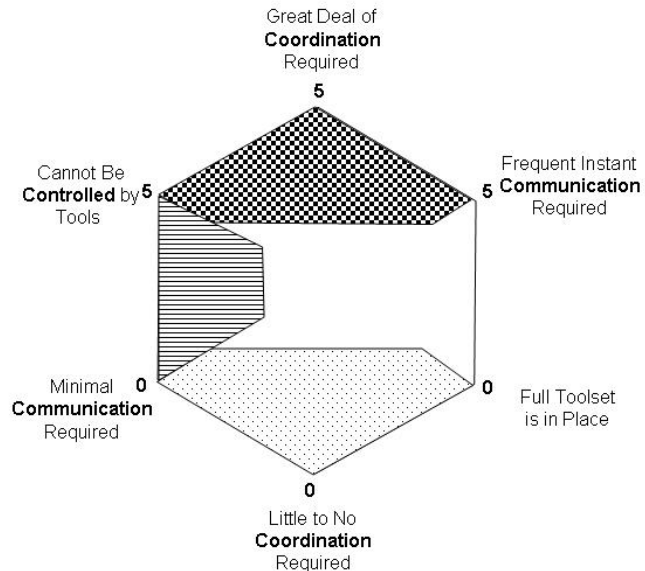 Great Deal of
Coordination
Required
5
Cannot Be
Controlled by
Tools
5
5
Frequent Instant
Communication
Required
0
Minimal
Communication
Required
0
Full Toolset
is in Place
0
Little to No
Coordination
Required